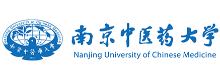 南京中医药大学
Nanjing University of Chinese Medicine